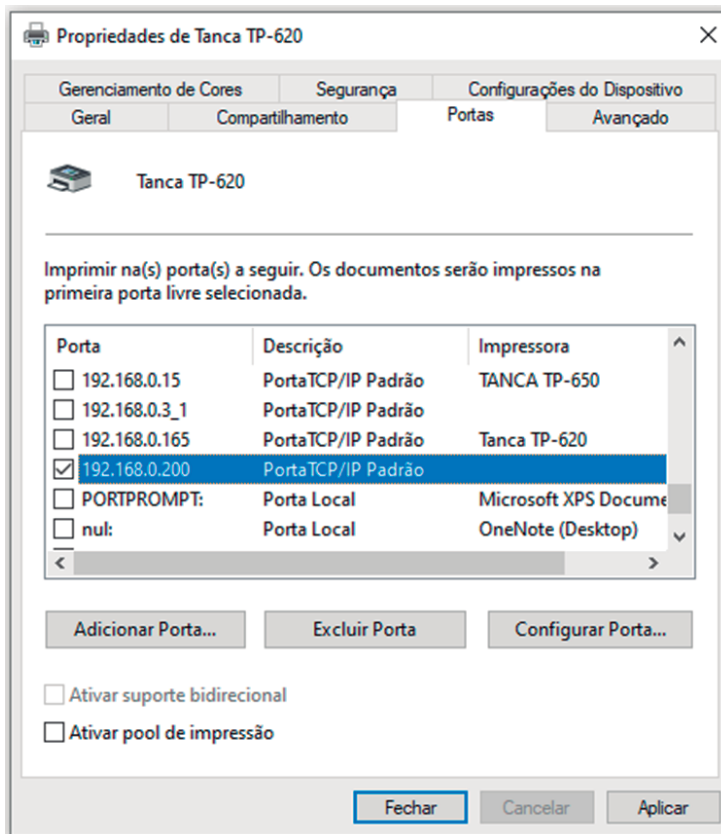 Propriedades de Tanca TP-620
Gerenciamento de Cores Segurança Configurações do Dispositivo
Geral Compartilhamento Portas Avançado
Tanca TP-620
Imprimir na(s) porta(s) a seguir. Os documentos serão impressos na
primeira porta livre selecionada.
Porta Descrição Impressora
192.168.0.15 PortaTCP/IP Padrão TANCA TP-650
192.168.0.3_1 PortaTCP/IP Padrão
192.168.0.165 PortaTCP/IP Padrão Tanca TP-620
192.168.0.200 PortaTCP/IP Padrão
PORTPROMPT: Porta Local Microsoft XPS Docume
nul: Porta Local OneNote (Desktop)
Adicionar Porta... Excluir Porta Configurar Porta...
Ativar suporte bidirecional
Ativar pool de impressão
Fechar Cancelar Aplicar